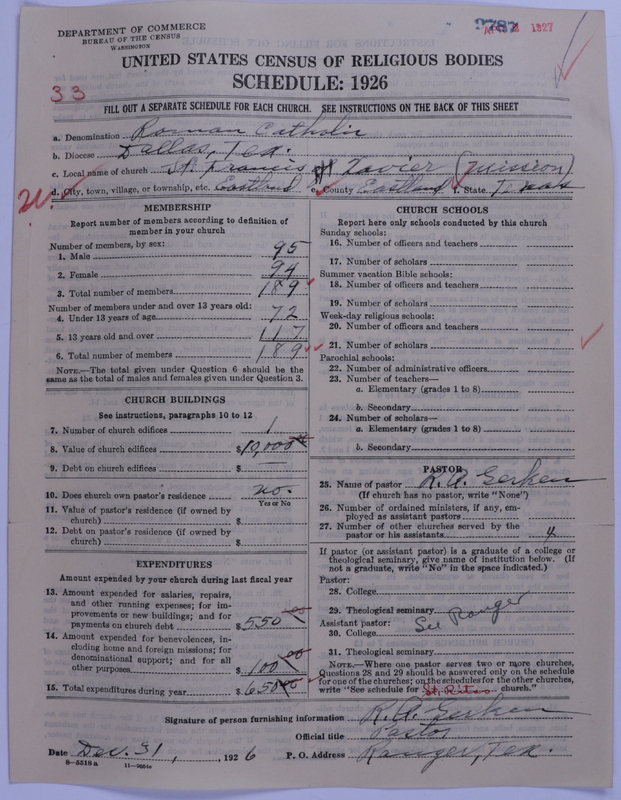 DEPARTMENT OF COMMERCE
BUREAU OF THE CENSUS
WASHINGTON
2787
1927
UNITED STATES CENSUS OF RELIGIOUS BODIES
SCHEDULE: 1926
33
FILL OUT A SEPARATE SCHEDULE FOR EACH CHURCH. SEE INSTRUCTIONS ON THE BACK OF THIS SHEET
a. Denomination Roman Catholic
b. Diocese Dallas, Tex.
c. Local name of church St. Francis Xavier (Mission)
d. City, town, village, or township, etc. Eastland e. County Eastland f. State. Texas
MEMBERSHIP
Report number of members according to definition of
member in your church
Number of members, by sex:
1. Male 95
2. Female 94
3. Total number of members 189
Number of members under and over 13 years old:
4. Under 13 years of age 72
5. 13 years old and over 117
6. Total number of members 189
NOTE.—The total given under Question 6 should be
same as the total of males and females given under Question 3.
CHURCH BUILDINGS
See instructions, paragraphs 10 to 12
7. Number of church edifices 1
8. Value of church edifices $10,000 00
9. Debt on church edifices $ —
10. Does church own pastor's residence no.
Yes or No
11. Value of pastor's residence (if owned by
church) $
12. Debt on pastor's residence (if owned by
church) $
EXPENDITURES
Amount expended by your church during last fiscal year
13. Amount expended for salaries, repairs,
and other running expenses; for im-
provements or new buildings; and for
payments on church debt $550 00
14. Amount expended for benevolences, in-
cluding home and foreign missions; for
denominational support; and for all
other purposes $100 00
15. Total expenditures during year $650 00
CHURCH SCHOOLS
Report here only schools conducted by this church
Sunday schools:
16. Number of officers and teachers
17. Number of scholars
Summer vacation Bible schools:
18. Number of officers and teachers
19. Number of scholars
Week-day religious schools:
20. Number of officers and teachers
21. Number of scholars
Parochial schools:
22. Number of administrative officers
23. Number of teachers—
a. Elementary (grades 1 to 8)
b. Secondary
24. Number of scholars—
a. Elementary (grades 1 to 8)
b. Secondary
PASTOR
25. Name of pastor R. A. Gerken
(If church has no pastor, write "None")
26. Number of ordained ministers, if any, em-
ployed as assistant pastors
27. Number of other churches served by the
pastor or his assistants 4
If pastor (or assistant pastor) is a graduate of a college or
theological seminary, give name of institution below. (If
not a graduate, write "No" in the space indicated.)
Pastor:
28. College
29. Theological seminary
See Ranger
Assistant pastor:
30. College
31. Theological seminary
NOTE.—Where one pastor serves two or more churches,
Questions 28 and 29 should be answered only on the schedule
for one of the churches; on the schedules for the other churches,
write "See schedule for St. Ritas church."
Signature of person furnishing information R. A. Gerken
Official title Pastor
Date Dec. 31, 1926 P. O. Address Ranger, Tex.
8—5518a 11—9284a